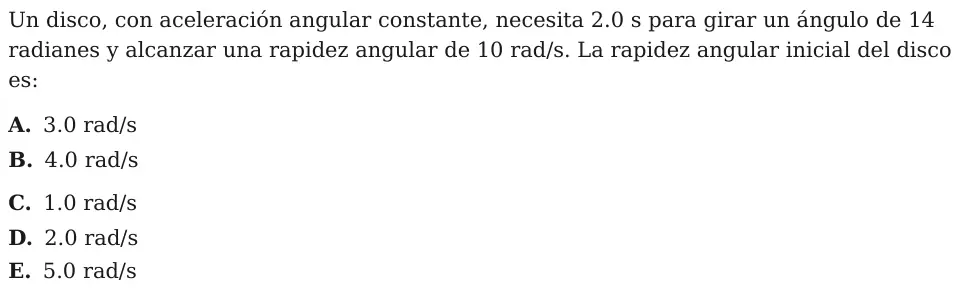 Un disco, con aceleración angular constante, necesita 2.0 s para girar un ángulo de 14
radianes y alcanzar una rapidez angular de 10 rad/s. La rapidez angular inicial del disco
es:
A. 3.0 rad/s
B. 4.0 rad/s
C. 1.0 rad/s
D. 2.0 rad/s
E. 5.0 rad/s